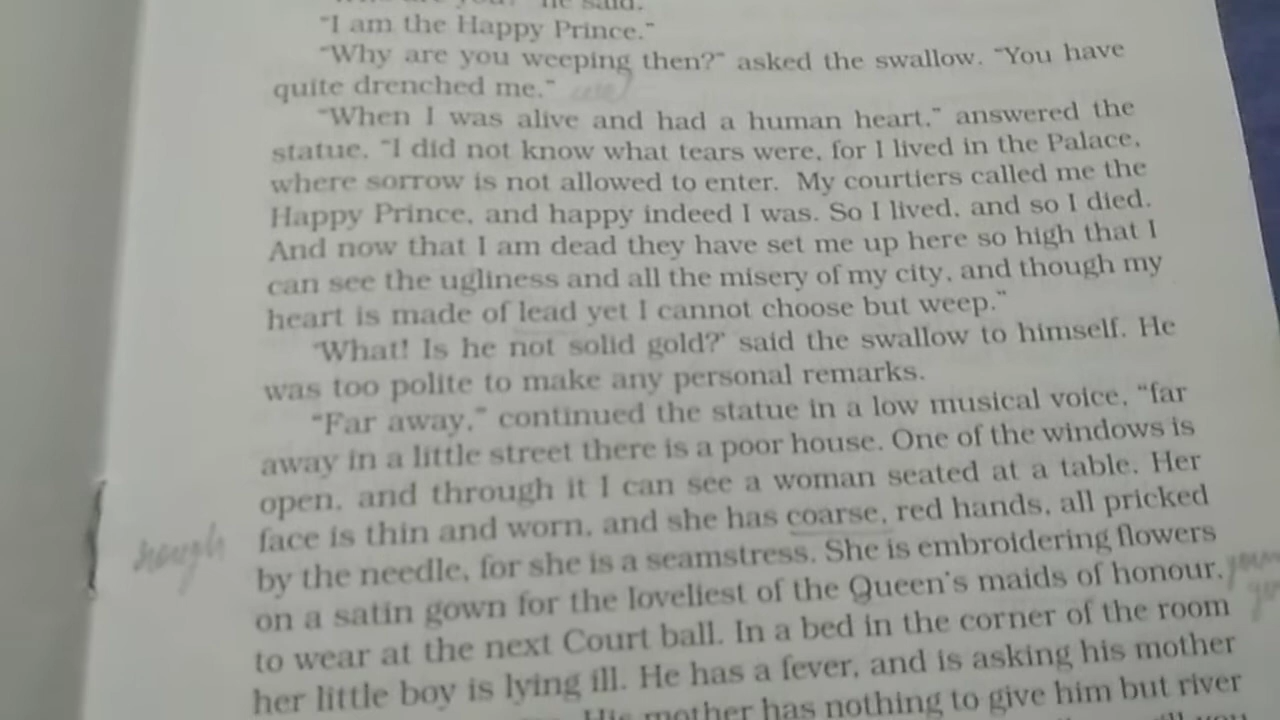 he said.
"I am the Happy Prince."
"Why are you weeping then?" asked the swallow. "You have
quite drenched me."
"When I was alive and had a human heart," answered the
statue. "I did not know what tears were, for I lived in the Palace,
where sorrow is not allowed to enter. My courtiers called me the
Happy Prince, and happy indeed I was. So I lived, and so I died.
And now that I am dead they have set me up here so high that I
can see the ugliness and all the misery of my city, and though my
heart is made of lead yet I cannot choose but weep."
'What! Is he not solid gold?' said the swallow to himself. He
was too polite to make any personal remarks.
"Far away," continued the statue in a low musical voice, "far
away in a little street there is a poor house. One of the windows is
open, and through it I can see a woman seated at a table. Her
face is thin and worn, and she has coarse, red hands, all pricked
rough
by the needle, for she is a seamstress. She is embroidering flowers
on a satin gown for the loveliest of the Queen's maids of honour,
to wear at the next Court ball. In a bed in the corner of the room
her little boy is lying ill. He has a fever, and is asking his mother
His mother has nothing to give him but river